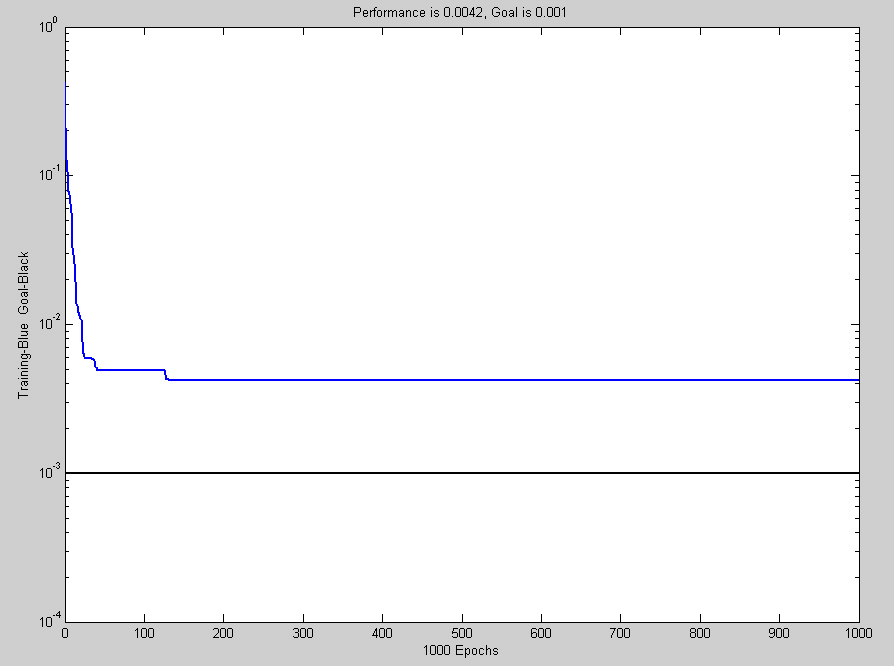 Performance is 0.0042, Goal is 0.001
10^0
10^-1
10^-2
10^-3
10^-4
Training-Blue Goal-Black
0 100 200 300 400 500 600 700 800 900 1000
1000 Epochs